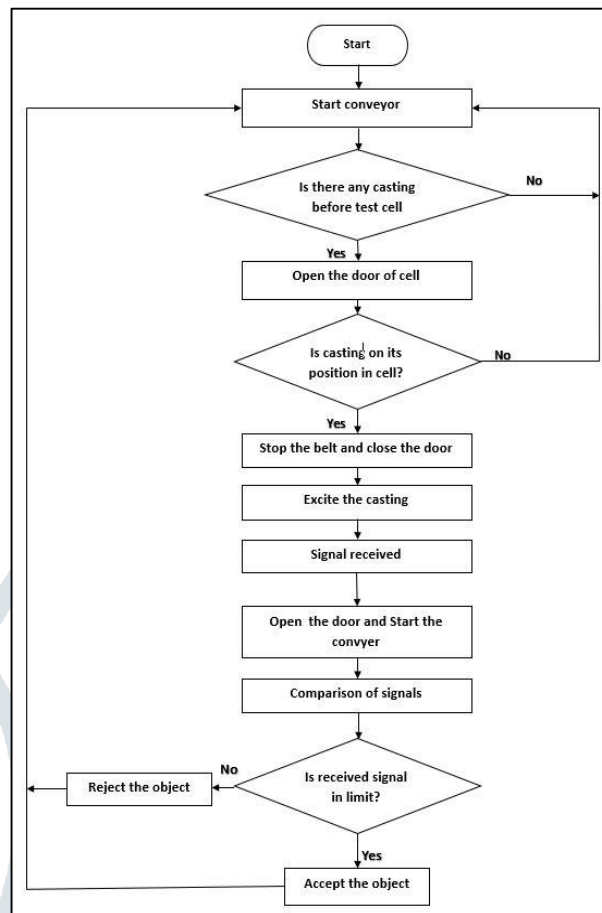 Start
Start conveyor
Is there any casting
before test cell
No
Yes
Open the door of cell
Is casting on its
position in cell?
No
Yes
Stop the belt and close the door
Excite the casting
Signal received
Open the door and Start the
convyer
Comparison of signals
Is received signal
in limit?
No
Reject the object
Yes
Accept the object